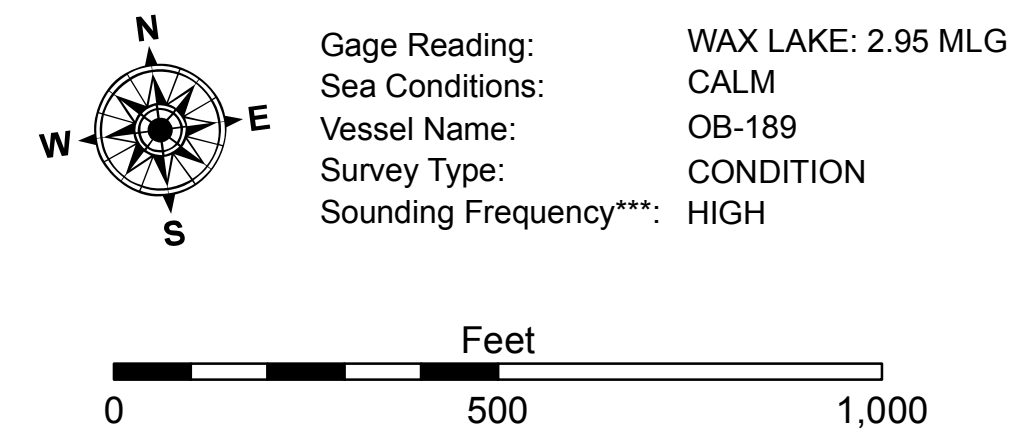 N
W E
S
Gage Reading: WAX LAKE: 2.95 MLG
Sea Conditions: CALM
Vessel Name: OB-189
Survey Type: CONDITION
Sounding Frequency***: HIGH
Feet
0 500 1,000